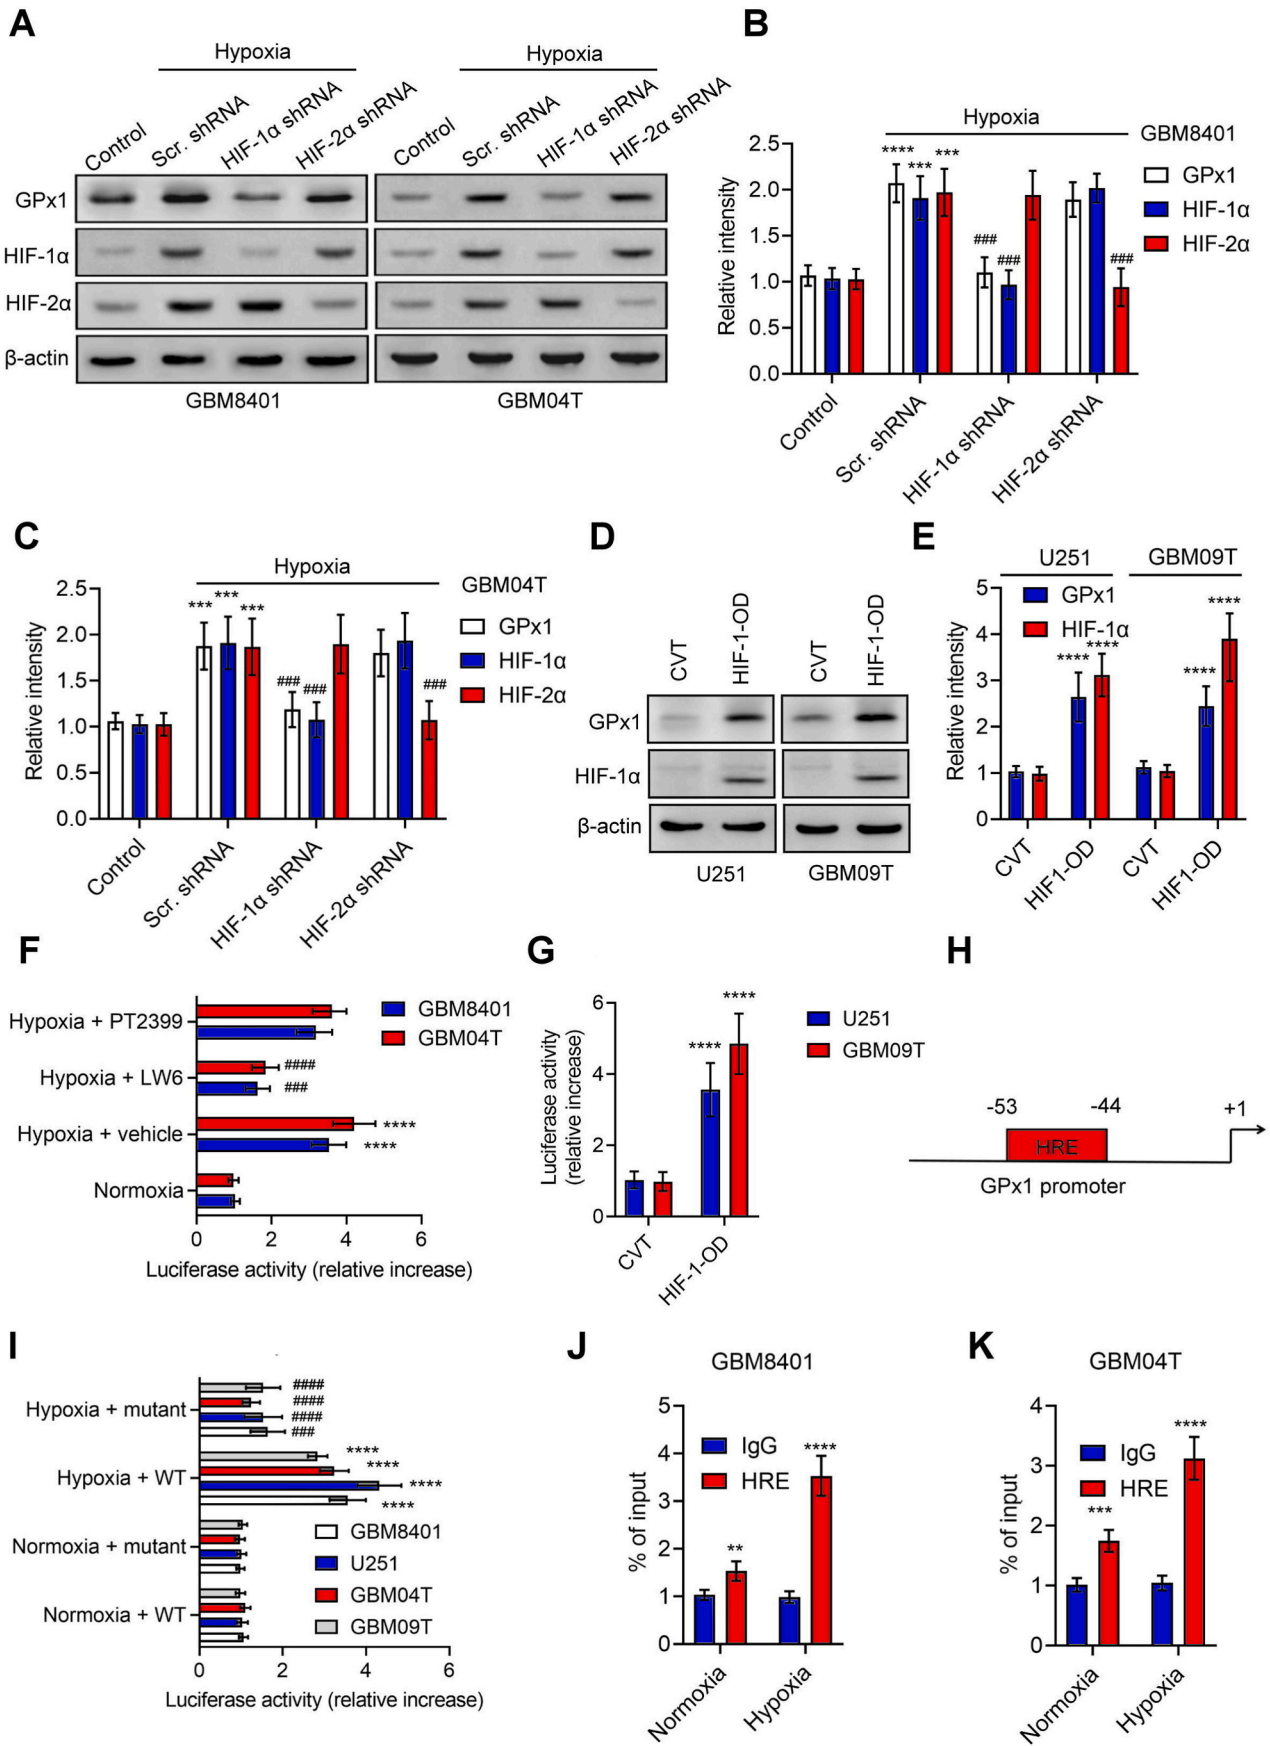 A
Hypoxia
Hypoxia
Control
Scr. shRNA
HIF-1α shRNA
HIF-2α shRNA
Control
Scr. shRNA
HIF-1α shRNA
HIF-2α shRNA
GPx1
HIF-1α
HIF-2α
β-actin
GBM8401
GBM04T
B
Hypoxia
GBM8401
GPx1
HIF-1α
HIF-2α
Relative intensity
2.5
2.0
1.5
1.0
0.5
0.0
****
***
***
###
###
###
Control
Scr. shRNA
HIF-1α shRNA
HIF-2α shRNA
C
Hypoxia
GBM04T
GPx1
HIF-1α
HIF-2α
Relative intensity
2.5
2.0
1.5
1.0
0.5
0.0
***
***
***
###
###
###
Control
Scr. shRNA
HIF-1α shRNA
HIF-2α shRNA
D
CVT
HIF-1-OD
CVT
HIF-1-OD
GPx1
HIF-1α
β-actin
U251
GBM09T
E
U251
GBM09T
GPx1
HIF-1α
Relative intensity
5
4
3
2
1
0
****
****
****
****
CVT
HIF1-OD
CVT
HIF1-OD
F
GBM8401
GBM04T
Hypoxia + PT2399
Hypoxia + LW6
####
###
Hypoxia + vehicle
****
****
Normoxia
0 2 4 6
Luciferase activity (relative increase)
G
U251
GBM09T
Luciferase activity
(relative increase)
6
4
2
0
****
****
CVT
HIF-1-OD
H
-53
-44
+1
HRE
GPx1 promoter
I
Hypoxia + mutant
####
####
####
###
Hypoxia + WT
****
****
****
****
Normoxia + mutant
Normoxia + WT
GBM8401
U251
GBM04T
GBM09T
0 2 4 6
Luciferase activity (relative increase)
J
GBM8401
IgG
HRE
% of input
5
4
3
2
1
0
**
****
Normoxia
Hypoxia
K
GBM04T
IgG
HRE
% of input
4
3
2
1
0
***
****
Normoxia
Hypoxia